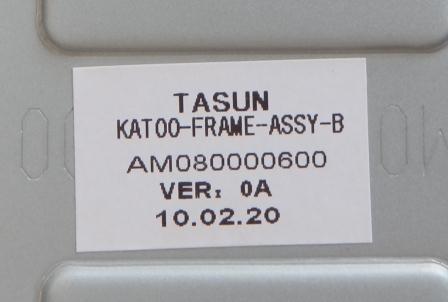 TASUN
KAT00-FRAME-ASSY-B
AM080000600
VER: 0A
10.02.20